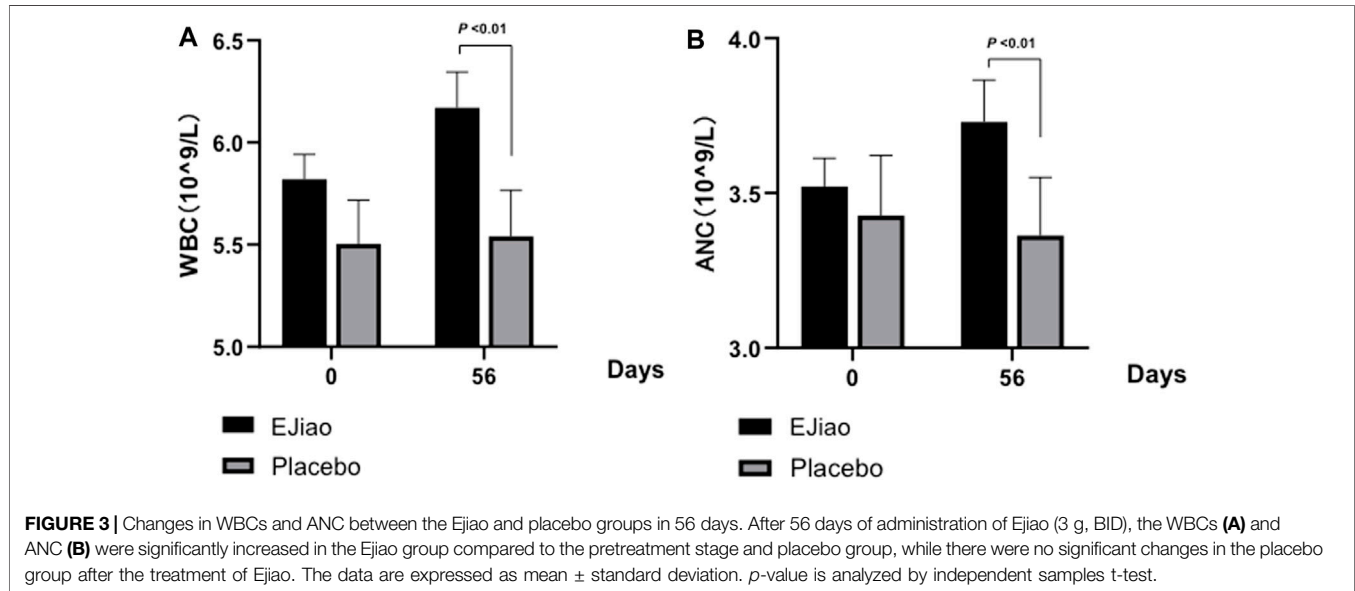 A
P <0.01
6.5
6.0
5.5
5.0
WBC(10^9/L)
0
56
Days
EJiao
Placebo
B
P <0.01
4.0
3.5
3.0
ANC(10^9/L)
0
56
Days
EJiao
Placebo
FIGURE 3 | Changes in WBCs and ANC between the Ejiao and placebo groups in 56 days. After 56 days of administration of Ejiao (3 g, BID), the WBCs (A) and
ANC (B) were significantly increased in the Ejiao group compared to the pretreatment stage and placebo group, while there were no significant changes in the placebo
group after the treatment of Ejiao. The data are expressed as mean ± standard deviation. p-value is analyzed by independent samples t-test.